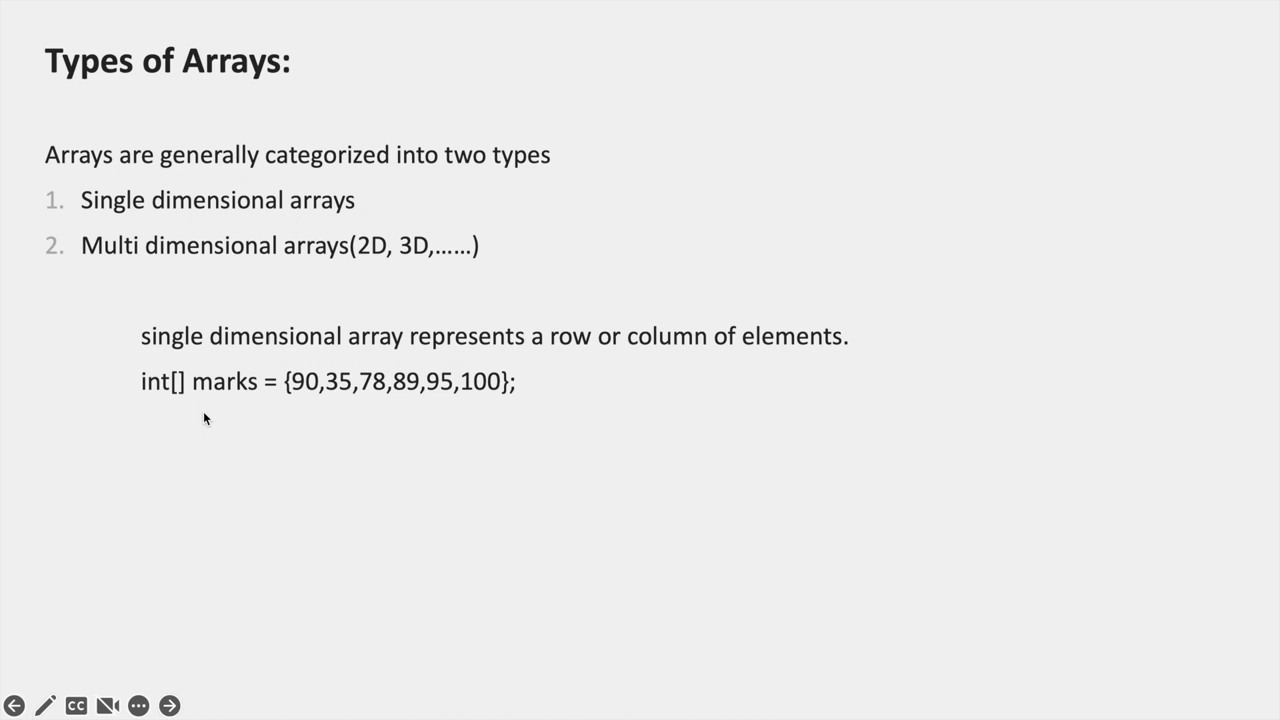 Types of Arrays:
Arrays are generally categorized into two types
1. Single dimensional arrays
2. Multi dimensional arrays(2D, 3D,......)
single dimensional array represents a row or column of elements.
int[] marks = {90,35,78,89,95,100};
CC